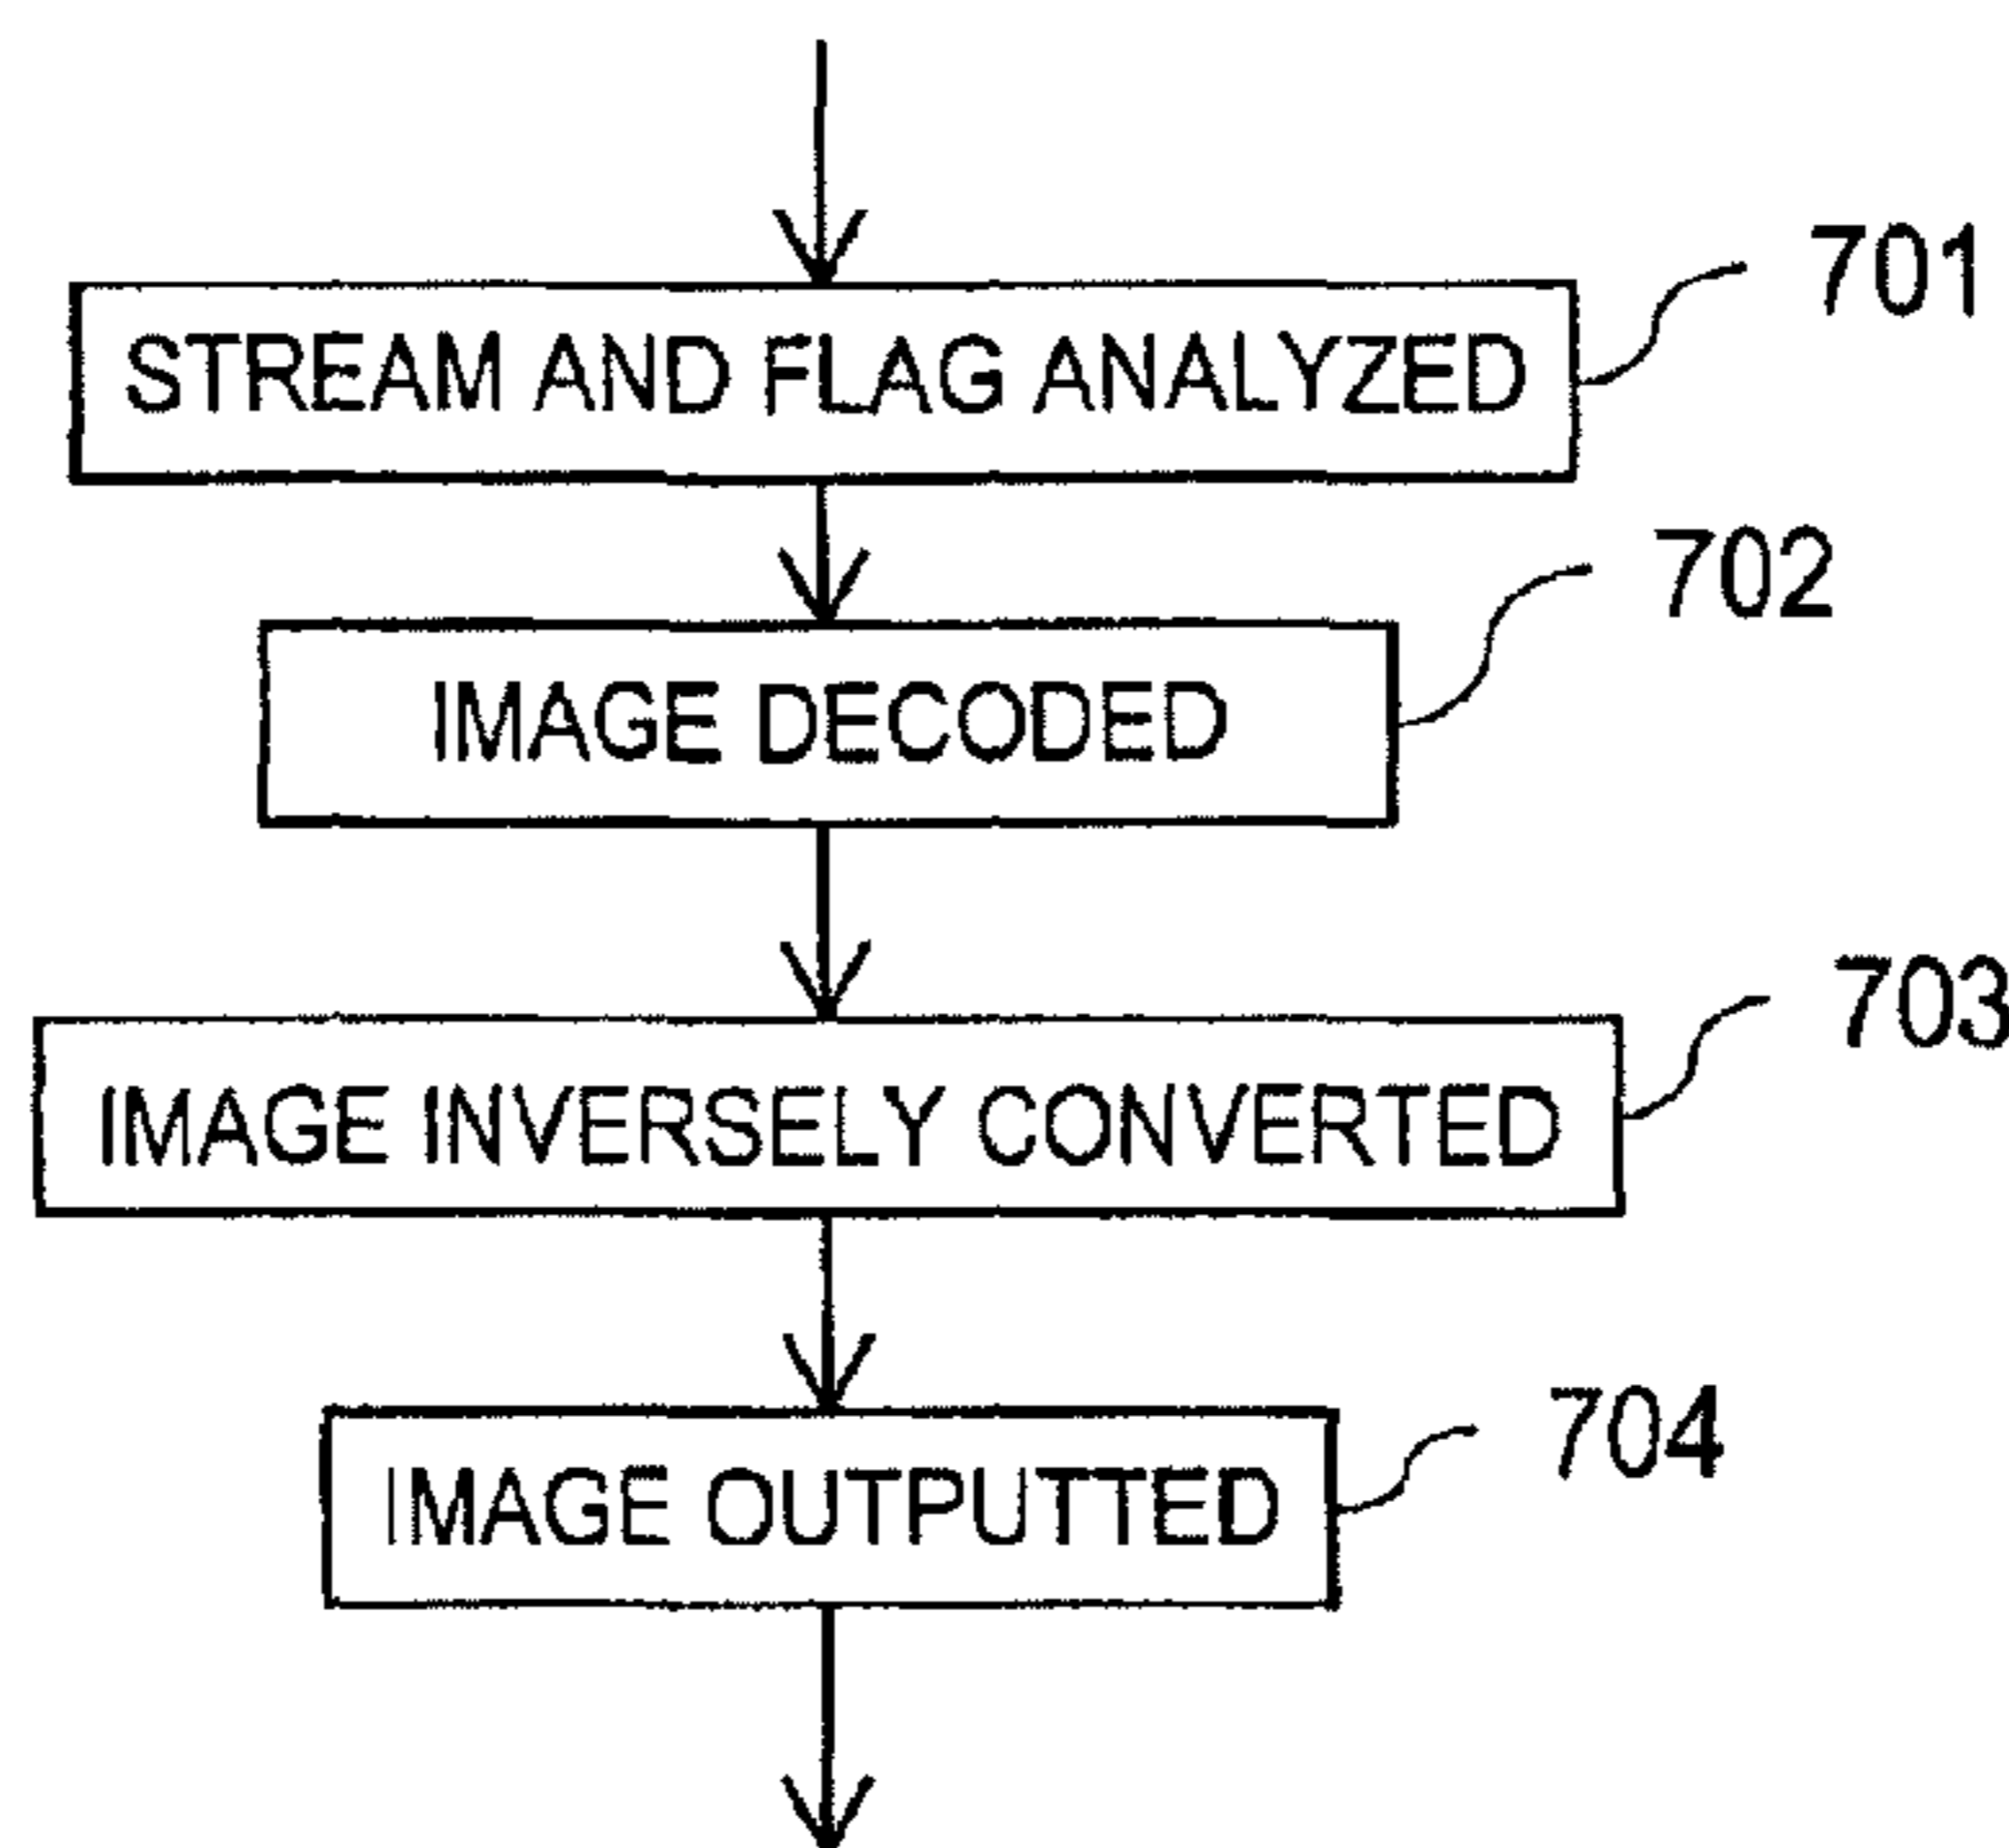 701
STREAM AND FLAG ANALYZED
702
IMAGE DECODED
703
IMAGE INVERSELY CONVERTED
704
IMAGE OUTPUTTED